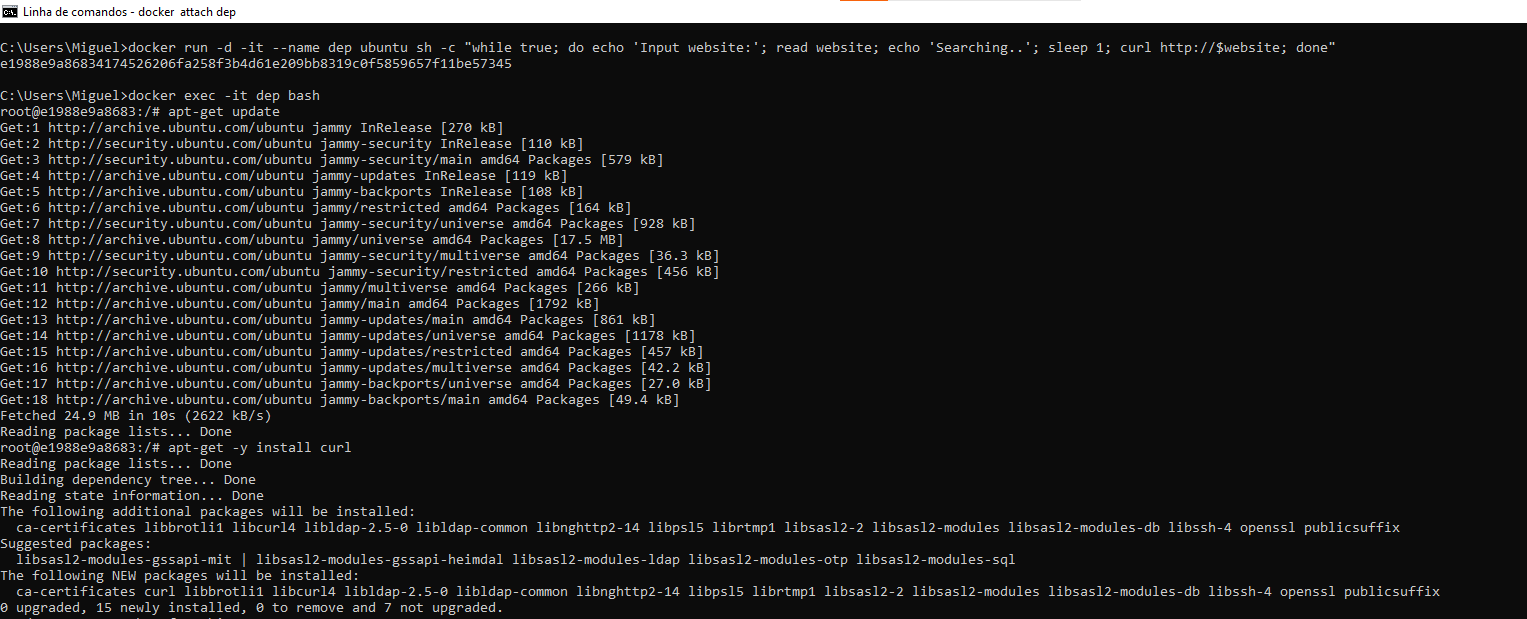 Linha de comandos - docker attach dep
C:\Users\Miguel>docker run -d -it --name dep ubuntu sh -c "while true; do echo 'Input website:'; read website; echo 'Searching..'; sleep 1; curl http://$website; done"
e1988e9a86834174526206fa258f3b4d61e209bb8319c0f5859657f11be57345
C:\Users\Miguel>docker exec -it dep bash
root@e1988e9a8683:/# apt-get update
Get:1 http://archive.ubuntu.com/ubuntu jammy InRelease [270 kB]
Get:2 http://security.ubuntu.com/ubuntu jammy-security InRelease [110 kB]
Get:3 http://security.ubuntu.com/ubuntu jammy-security/main amd64 Packages [579 kB]
Get:4 http://archive.ubuntu.com/ubuntu jammy-updates InRelease [119 kB]
Get:5 http://archive.ubuntu.com/ubuntu jammy-backports InRelease [108 kB]
Get:6 http://archive.ubuntu.com/ubuntu jammy/restricted amd64 Packages [164 kB]
Get:7 http://security.ubuntu.com/ubuntu jammy-security/universe amd64 Packages [928 kB]
Get:8 http://archive.ubuntu.com/ubuntu jammy/universe amd64 Packages [17.5 MB]
Get:9 http://security.ubuntu.com/ubuntu jammy-security/multiverse amd64 Packages [36.3 kB]
Get:10 http://security.ubuntu.com/ubuntu jammy-security/restricted amd64 Packages [456 kB]
Get:11 http://archive.ubuntu.com/ubuntu jammy/multiverse amd64 Packages [266 kB]
Get:12 http://archive.ubuntu.com/ubuntu jammy/main amd64 Packages [1792 kB]
Get:13 http://archive.ubuntu.com/ubuntu jammy-updates/main amd64 Packages [861 kB]
Get:14 http://archive.ubuntu.com/ubuntu jammy-updates/universe amd64 Packages [1178 kB]
Get:15 http://archive.ubuntu.com/ubuntu jammy-updates/restricted amd64 Packages [457 kB]
Get:16 http://archive.ubuntu.com/ubuntu jammy-updates/multiverse amd64 Packages [42.2 kB]
Get:17 http://archive.ubuntu.com/ubuntu jammy-backports/universe amd64 Packages [27.0 kB]
Get:18 http://archive.ubuntu.com/ubuntu jammy-backports/main amd64 Packages [49.4 kB]
Fetched 24.9 MB in 10s (2622 kB/s)
Reading package lists... Done
root@e1988e9a8683:/# apt-get -y install curl
Reading package lists... Done
Building dependency tree... Done
Reading state information... Done
The following additional packages will be installed:
  ca-certificates libbrotli1 libcurl4 libldap-2.5-0 libldap-common libnghttp2-14 libpsl5 librtmp1 libsasl2-2 libsasl2-modules libsasl2-modules-db libssh-4 openssl publicsuffix
Suggested packages:
  libsasl2-modules-gssapi-mit | libsasl2-modules-gssapi-heimdal libsasl2-modules-ldap libsasl2-modules-otp libsasl2-modules-sql
The following NEW packages will be installed:
  ca-certificates curl libbrotli1 libcurl4 libldap-2.5-0 libldap-common libnghttp2-14 libpsl5 librtmp1 libsasl2-2 libsasl2-modules libsasl2-modules-db libssh-4 openssl publicsuffix
0 upgraded, 15 newly installed, 0 to remove and 7 not upgraded.